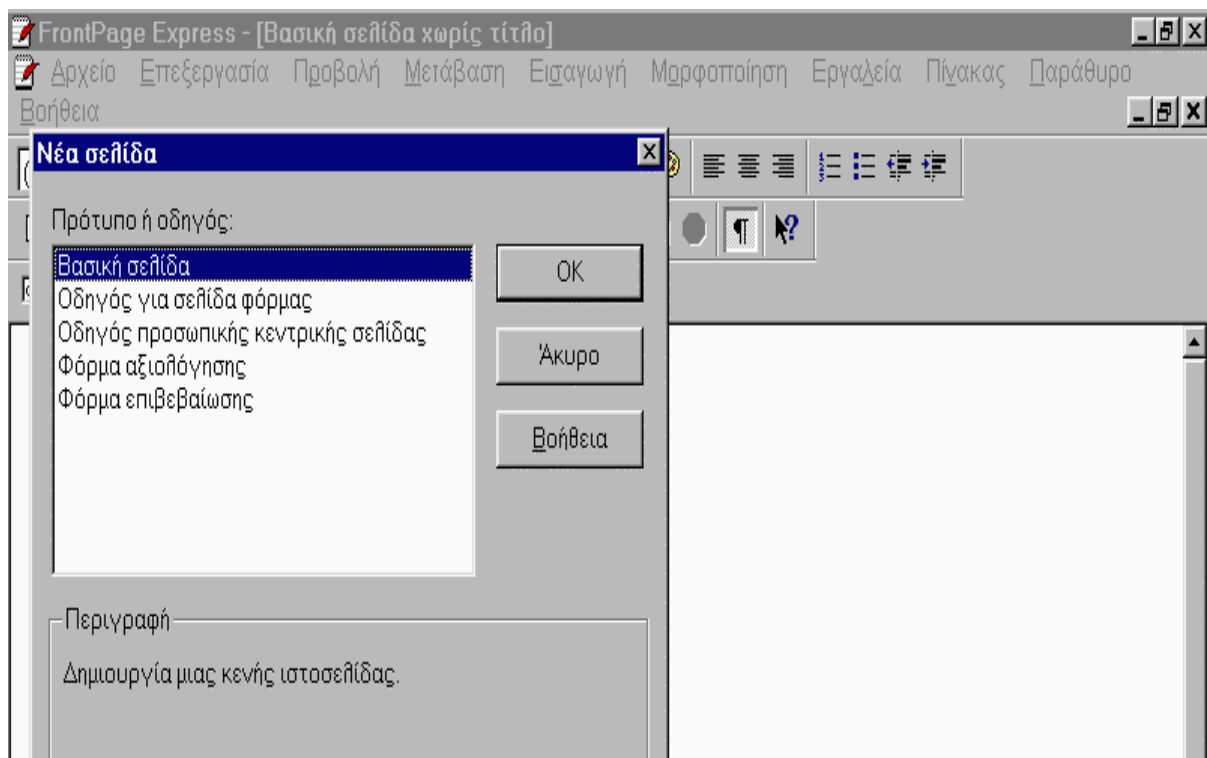 FrontPage Express - [Βασική σελίδα χωρίς τίτλο]
Αρχείο Επεξεργασία Προβολή Μετάβαση Εισαγωγή Μορφοποίηση Εργαλεία Πίνακας Παράθυρο
Βοήθεια
Νέα σελίδα
Πρότυπο ή οδηγός:
Βασική σελίδα
Οδηγός για σελίδα φόρμας
Οδηγός προσωπικής κεντρικής σελίδας
Φόρμα αξιολόγησης
Φόρμα επιβεβαίωσης
OK
Άκυρο
Βοήθεια
Περιγραφή
Δημιουργία μιας κενής ιστοσελίδας.